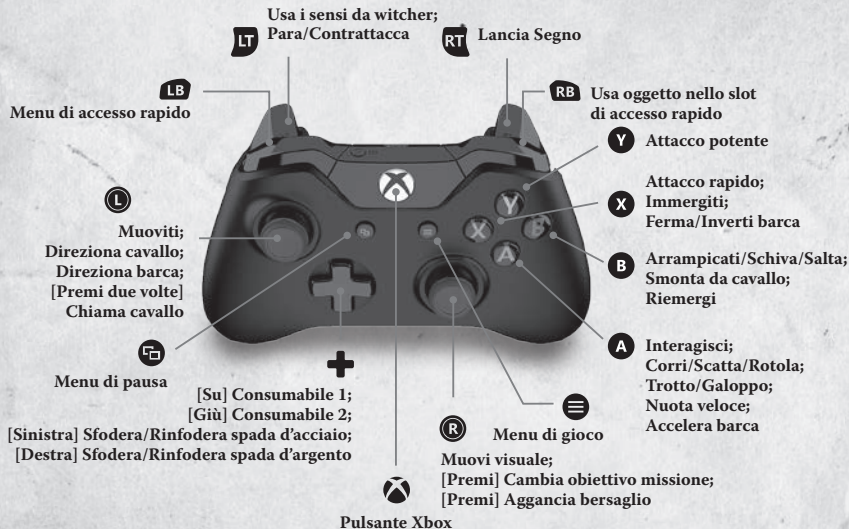 LT
Usa i sensi da witcher;
Para/Contrattacca
RT
Lancia Segno
LB
Menu di accesso rapido
RB
Usa oggetto nello slot
di accesso rapido
Y
Attacco potente
X
Attacco rapido;
Immergiti;
Ferma/Inverti barca
B
Arrampicati/Schiva/Salta;
Smonta da cavallo;
Riemergi
A
Interagisci;
Corri/Scatta/Rotola;
Trotto/Galoppo;
Nuota veloce;
Accelera barca
L
Muoviti;
Direziona cavallo;
Direziona barca;
[Premi due volte]
Chiama cavallo
Y
X
B
A
Menu di pausa
[Su] Consumabile 1;
[Giù] Consumabile 2;
[Sinistra] Sfodera/Rinfodera spada d'acciaio;
[Destra] Sfodera/Rinfodera spada d'argento
Menu di gioco
R
Muovi visuale;
[Premi] Cambia obiettivo missione;
[Premi] Aggancia bersaglio
Pulsante Xbox